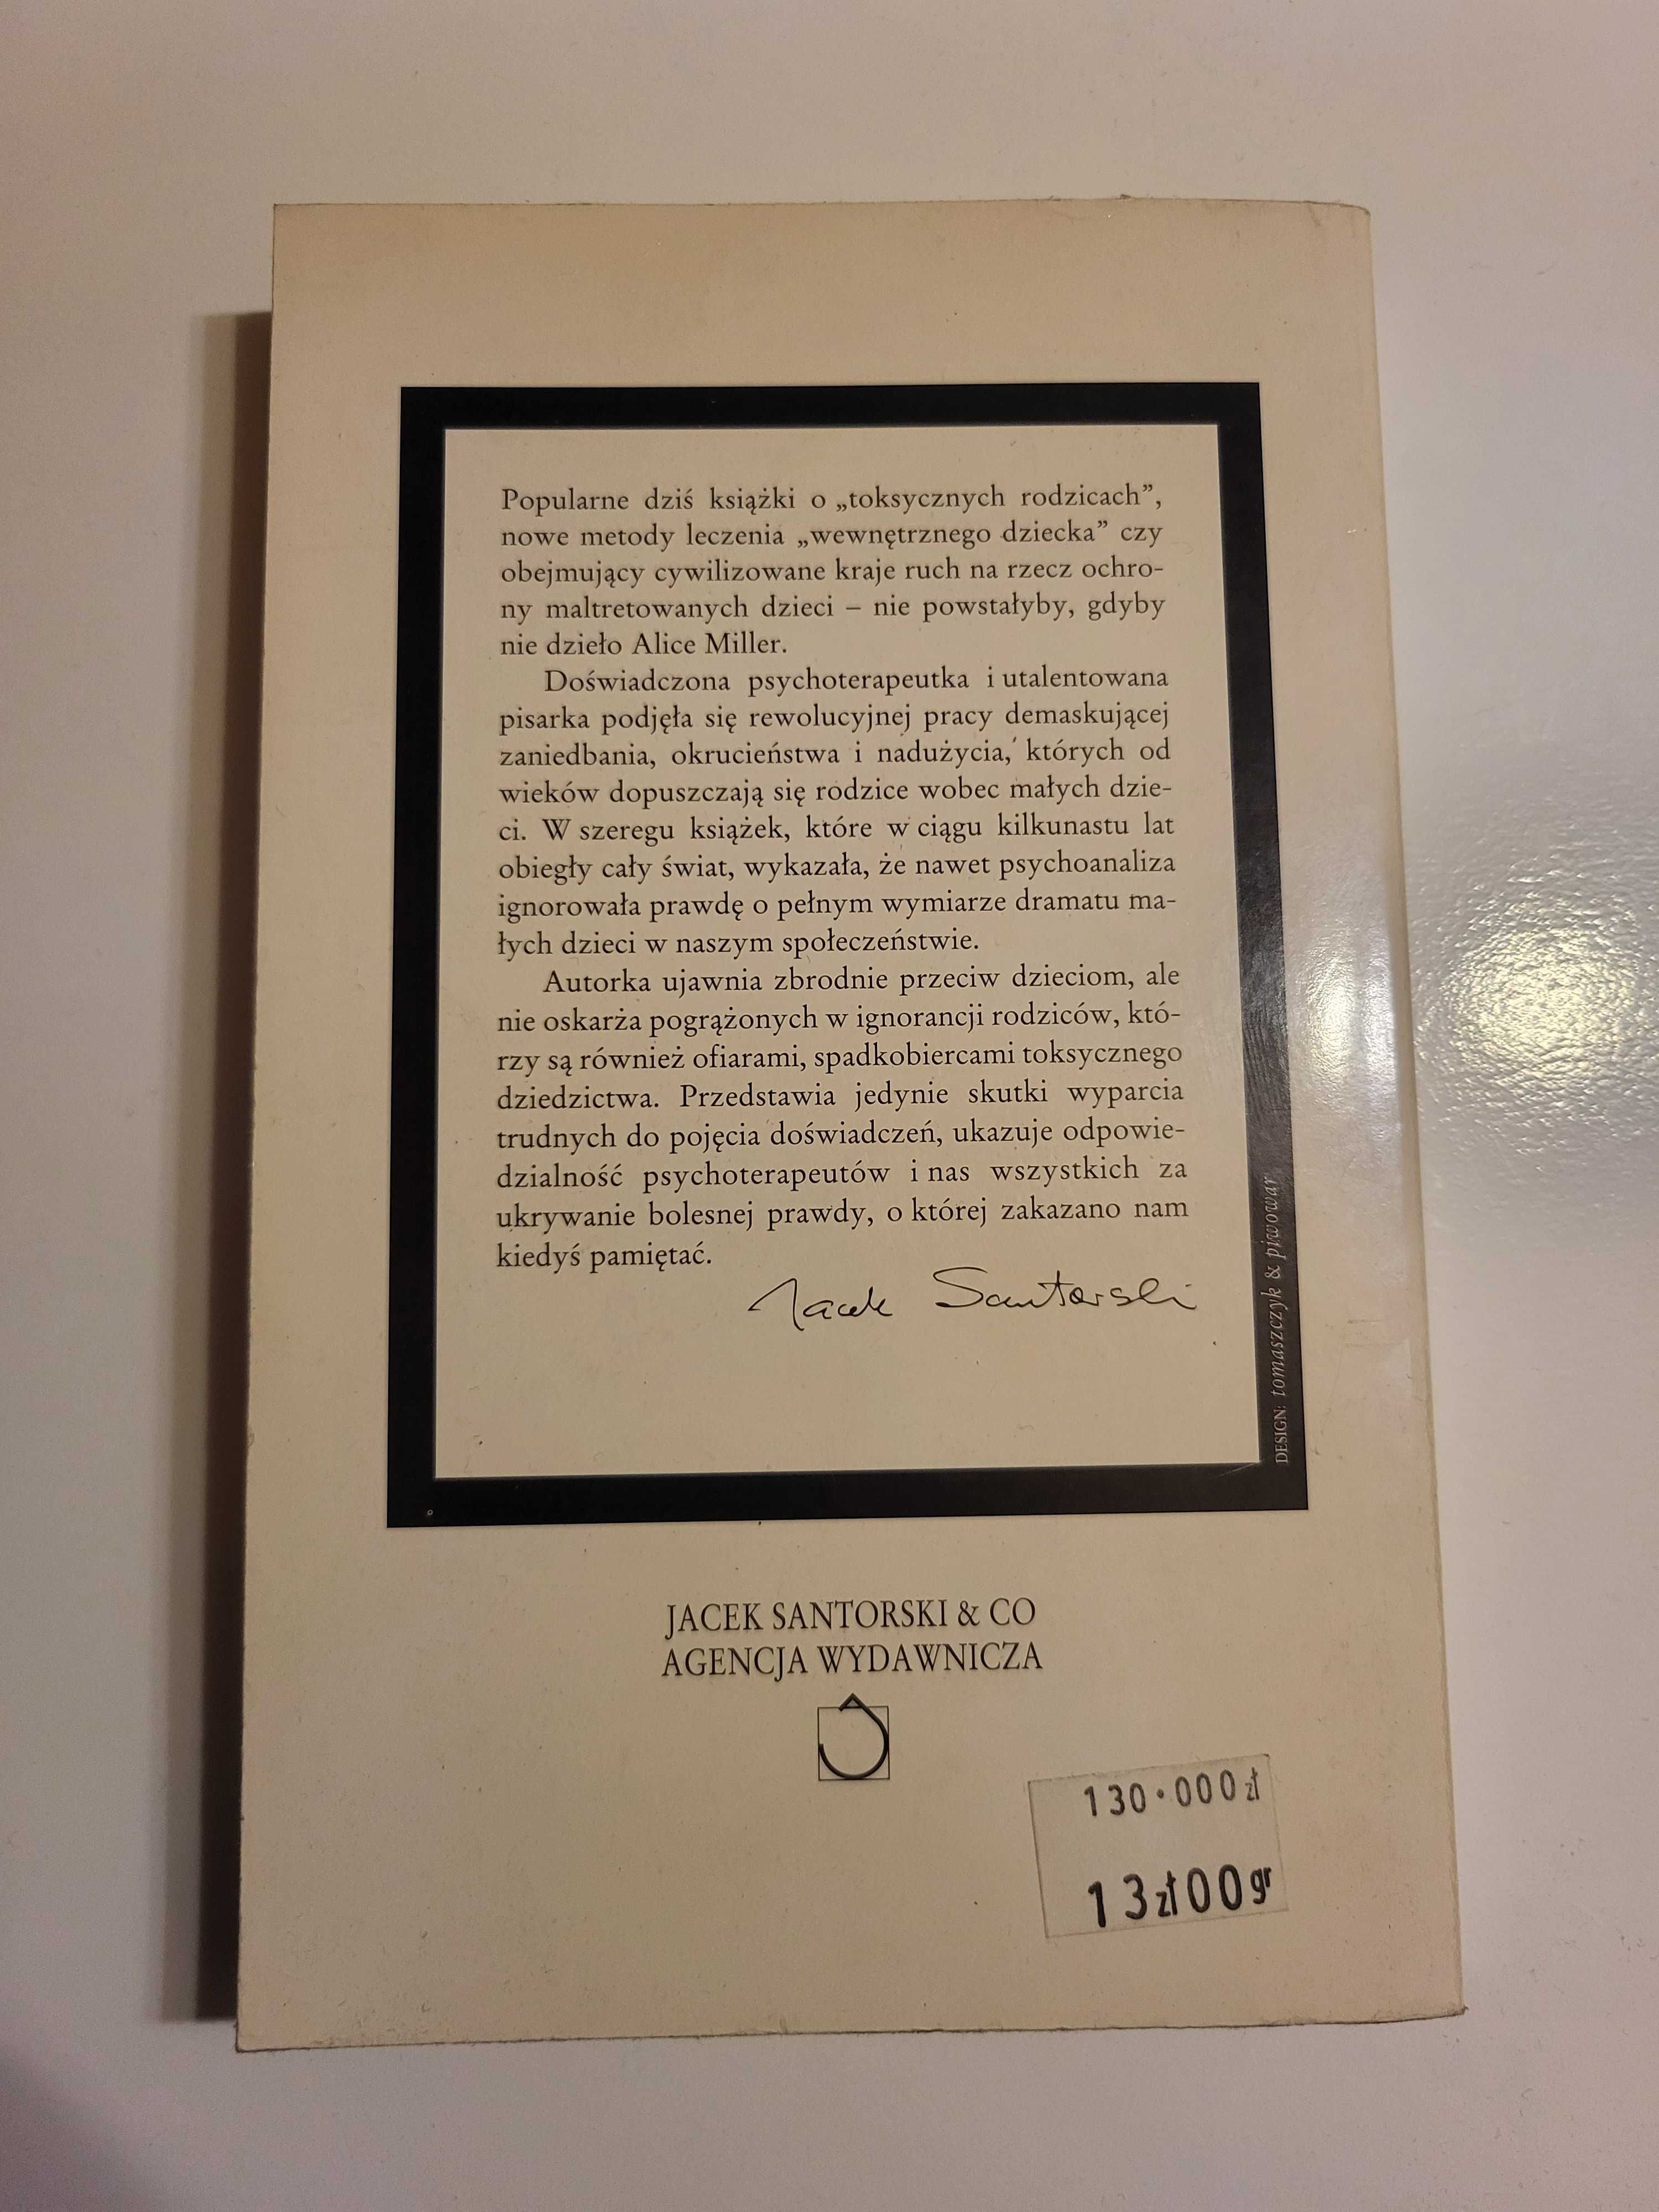 Popularne dziś książki o „toksycznych rodzicach”,
nowe metody leczenia „wewnętrznego dziecka” czy
obejmujący cywilizowane kraje ruch na rzecz ochro-
ny maltretowanych dzieci – nie powstałyby, gdyby
nie dzieło Alice Miller.
Doświadczona psychoterapeutka i utalentowana
pisarka podjęła się rewolucyjnej pracy demaskującej
zaniedbania, okrucieństwa i nadużycia, których od
wieków dopuszczają się rodzice wobec małych dzie-
ci. W szeregu książek, które w ciągu kilkunastu lat
obiegły cały świat, wykazała, że nawet psychoanaliza
ignorowała prawdę o pełnym wymiarze dramatu ma-
łych dzieci w naszym społeczeństwie.
Autorka ujawnia zbrodnie przeciw dzieciom, ale
nie oskarża pogrążonych w ignorancji rodziców, któ-
rzy są również ofiarami, spadkobiercami toksycznego
dziedzictwa. Przedstawia jedynie skutki wyparcia
trudnych do pojęcia doświadczeń, ukazuje odpowie-
dzialność psychoterapeutów i nas wszystkich za
ukrywanie bolesnej prawdy, o której zakazano nam
kiedyś pamiętać.
Jacek Santorski
DESIGN: tomaszczyk & piwowar
JACEK SANTORSKI & CO
AGENCJA WYDAWNICZA
130·000zł
13zł00gr